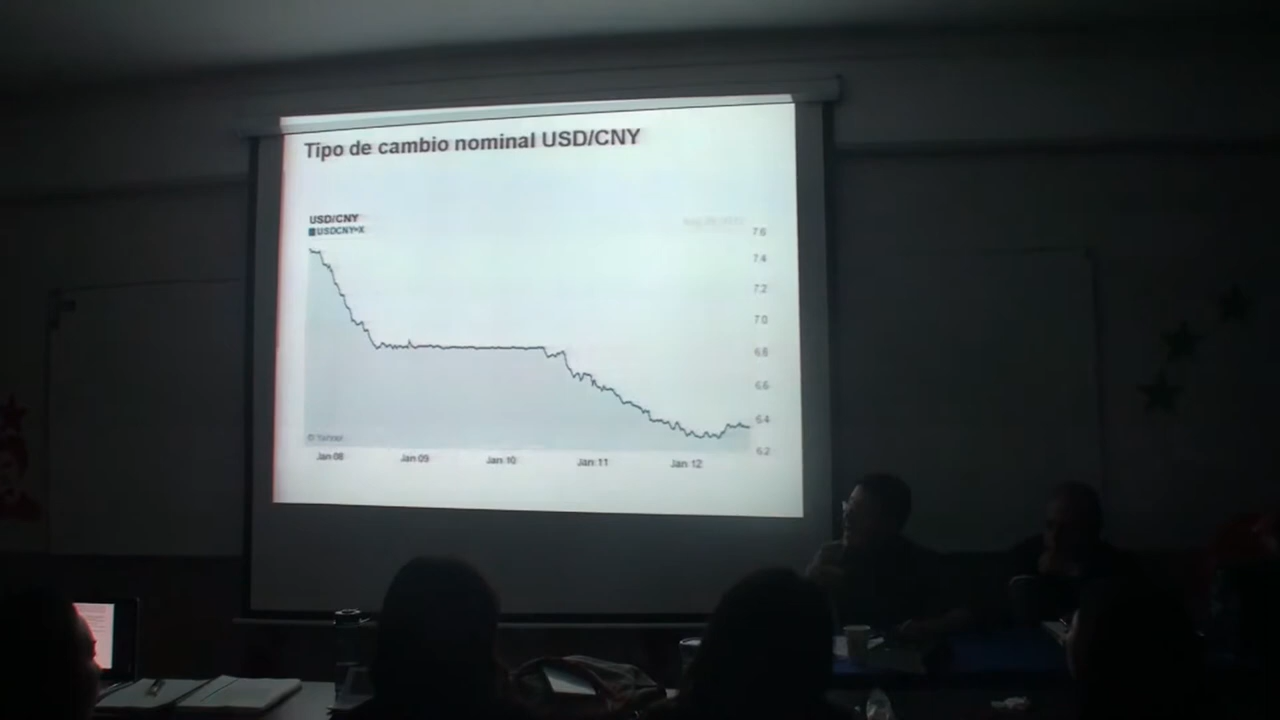 Tipo de cambio nominal USD/CNY
USD/CNY
USDCNY=X
7.6
7.4
7.2
7.0
6.8
6.6
6.4
6.2
© Yahoo!
Jan 08
Jan 09
Jan 10
Jan 11
Jan 12